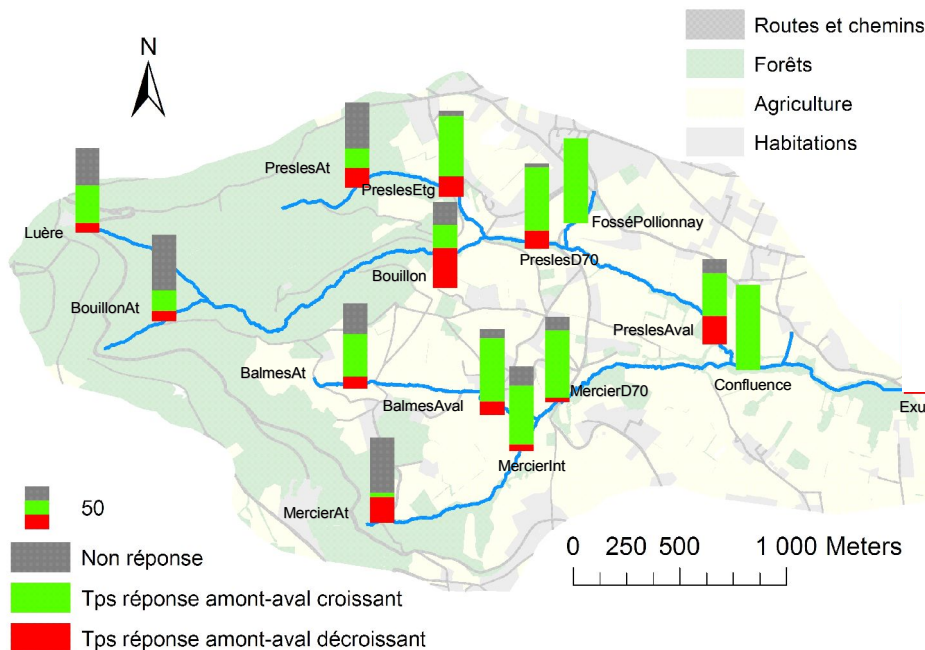 Routes et chemins
Forêts
Agriculture
Habitations
N
PreslesAt
PreslesEtg
FosséPollionnay
Luère
PreslesD70
Bouillon
BouillonAt
PreslesAval
BalmesAt
Confluence
MercierD70
BalmesAval
Exu
MercierInt
MercierAt
50
Non réponse
Tps réponse amont-aval croissant
Tps réponse amont-aval décroissant
0 250 500 1 000 Meters